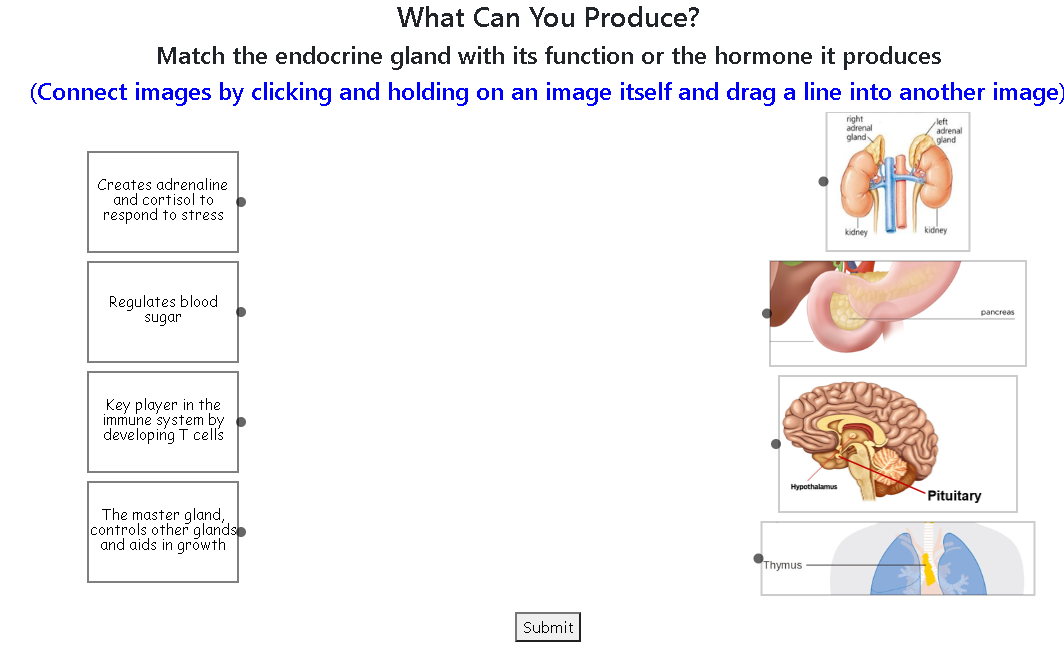 What Can You Produce?
Match the endocrine gland with its function or the hormone it produces
(Connect images by clicking and holding on an image itself and drag a line into another image)
Creates adrenaline
and cortisol to
respond to stress
Regulates blood
sugar
Key player in the
immune system by
developing T cells
The master gland,
controls other glands
and aids in growth
right
adrenal
gland
left
adrenal
gland
kidney
kidney
pancreas
Hypothalamus
Pituitary
Thymus
Submit